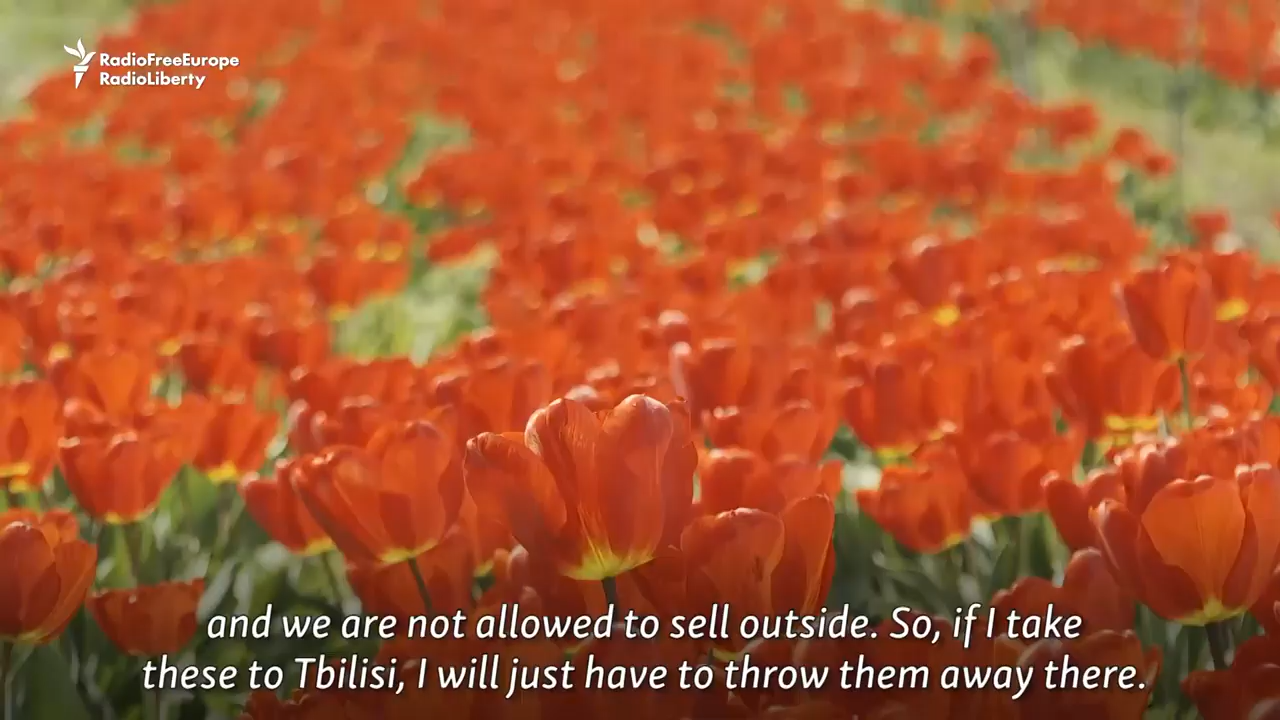 RadioFreeEurope
RadioLiberty
and we are not allowed to sell outside. So, if I take
these to Tbilisi, I will just have to throw them away there.